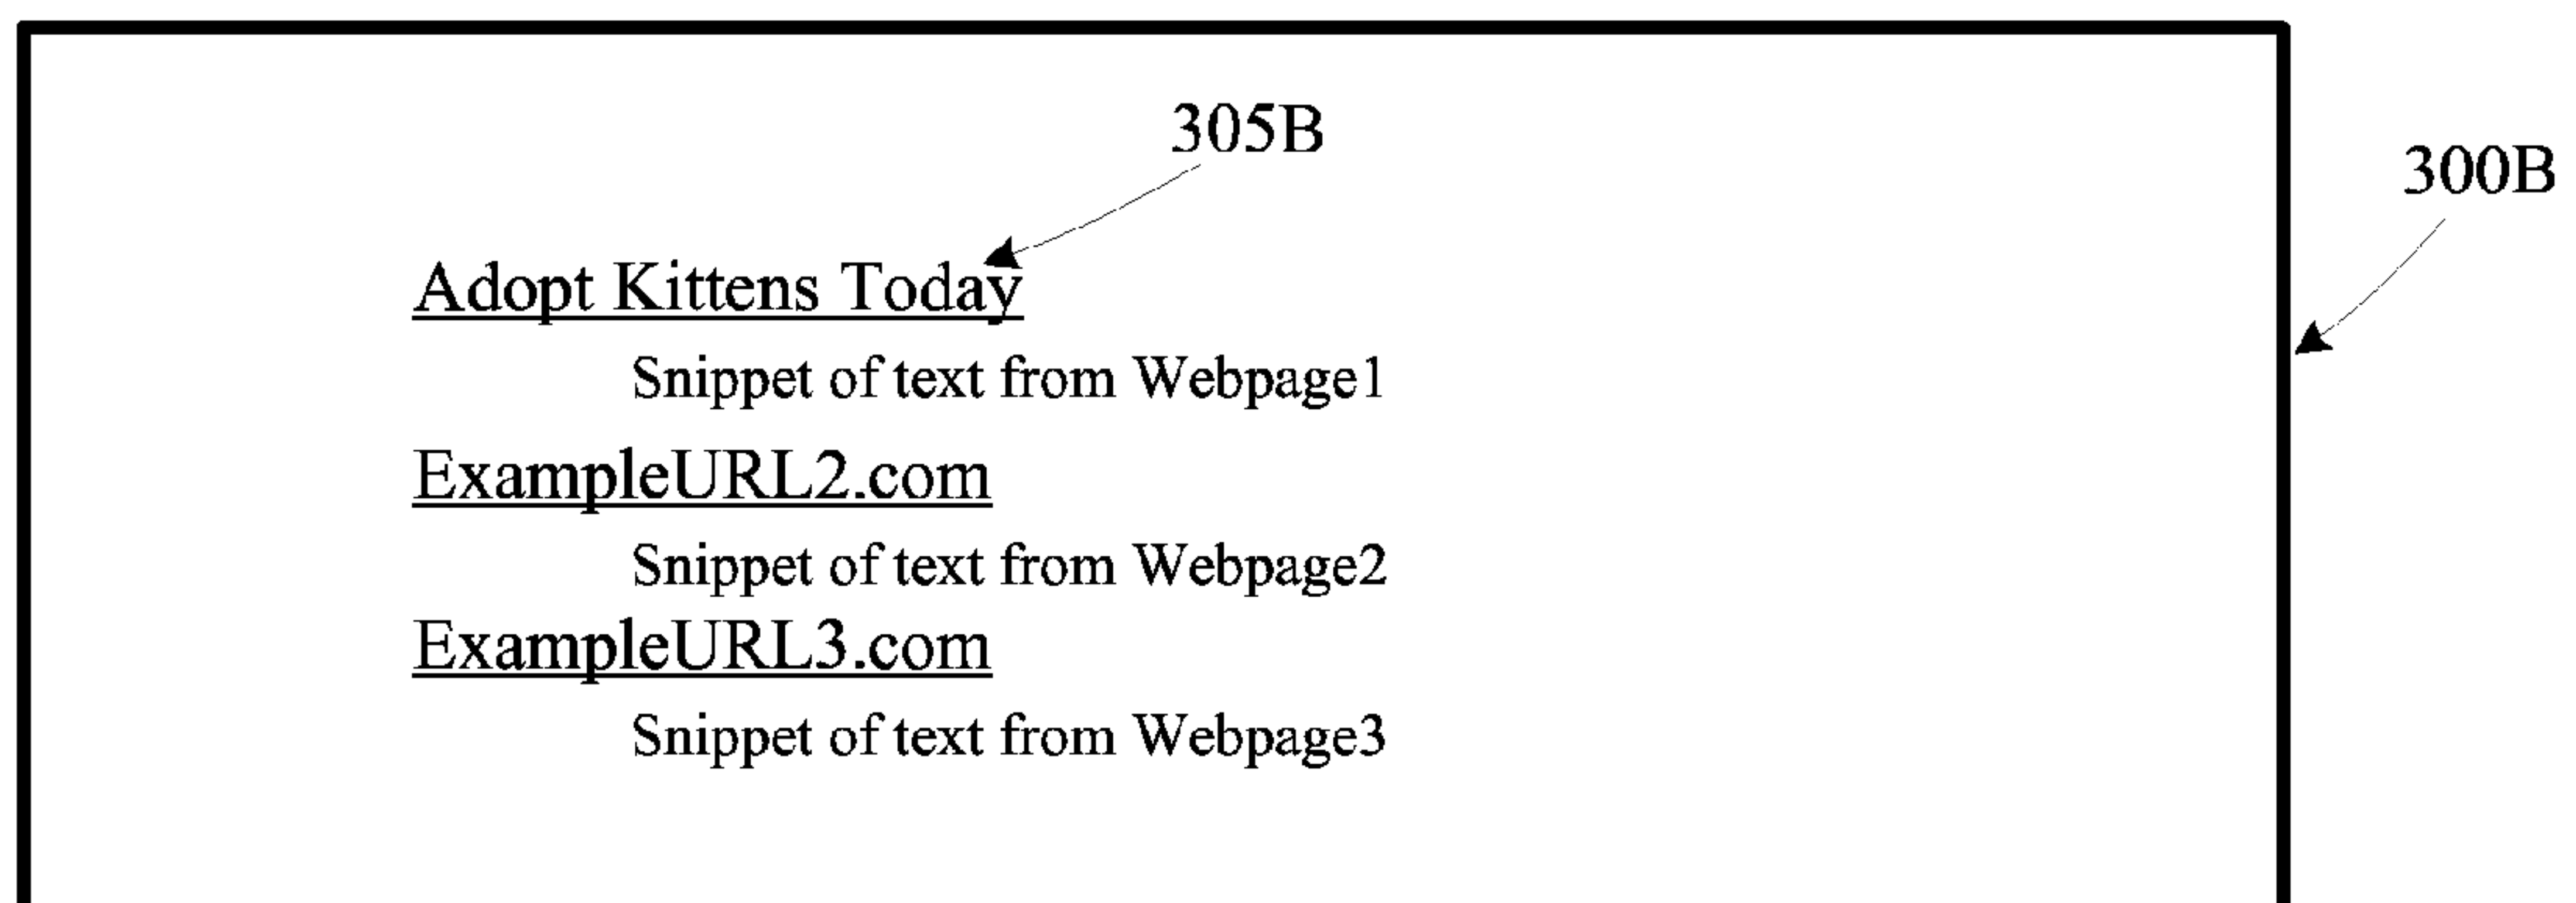 305B
300B
Adopt Kittens Today
Snippet of text from Webpage1
ExampleURL2.com
Snippet of text from Webpage2
ExampleURL3.com
Snippet of text from Webpage3